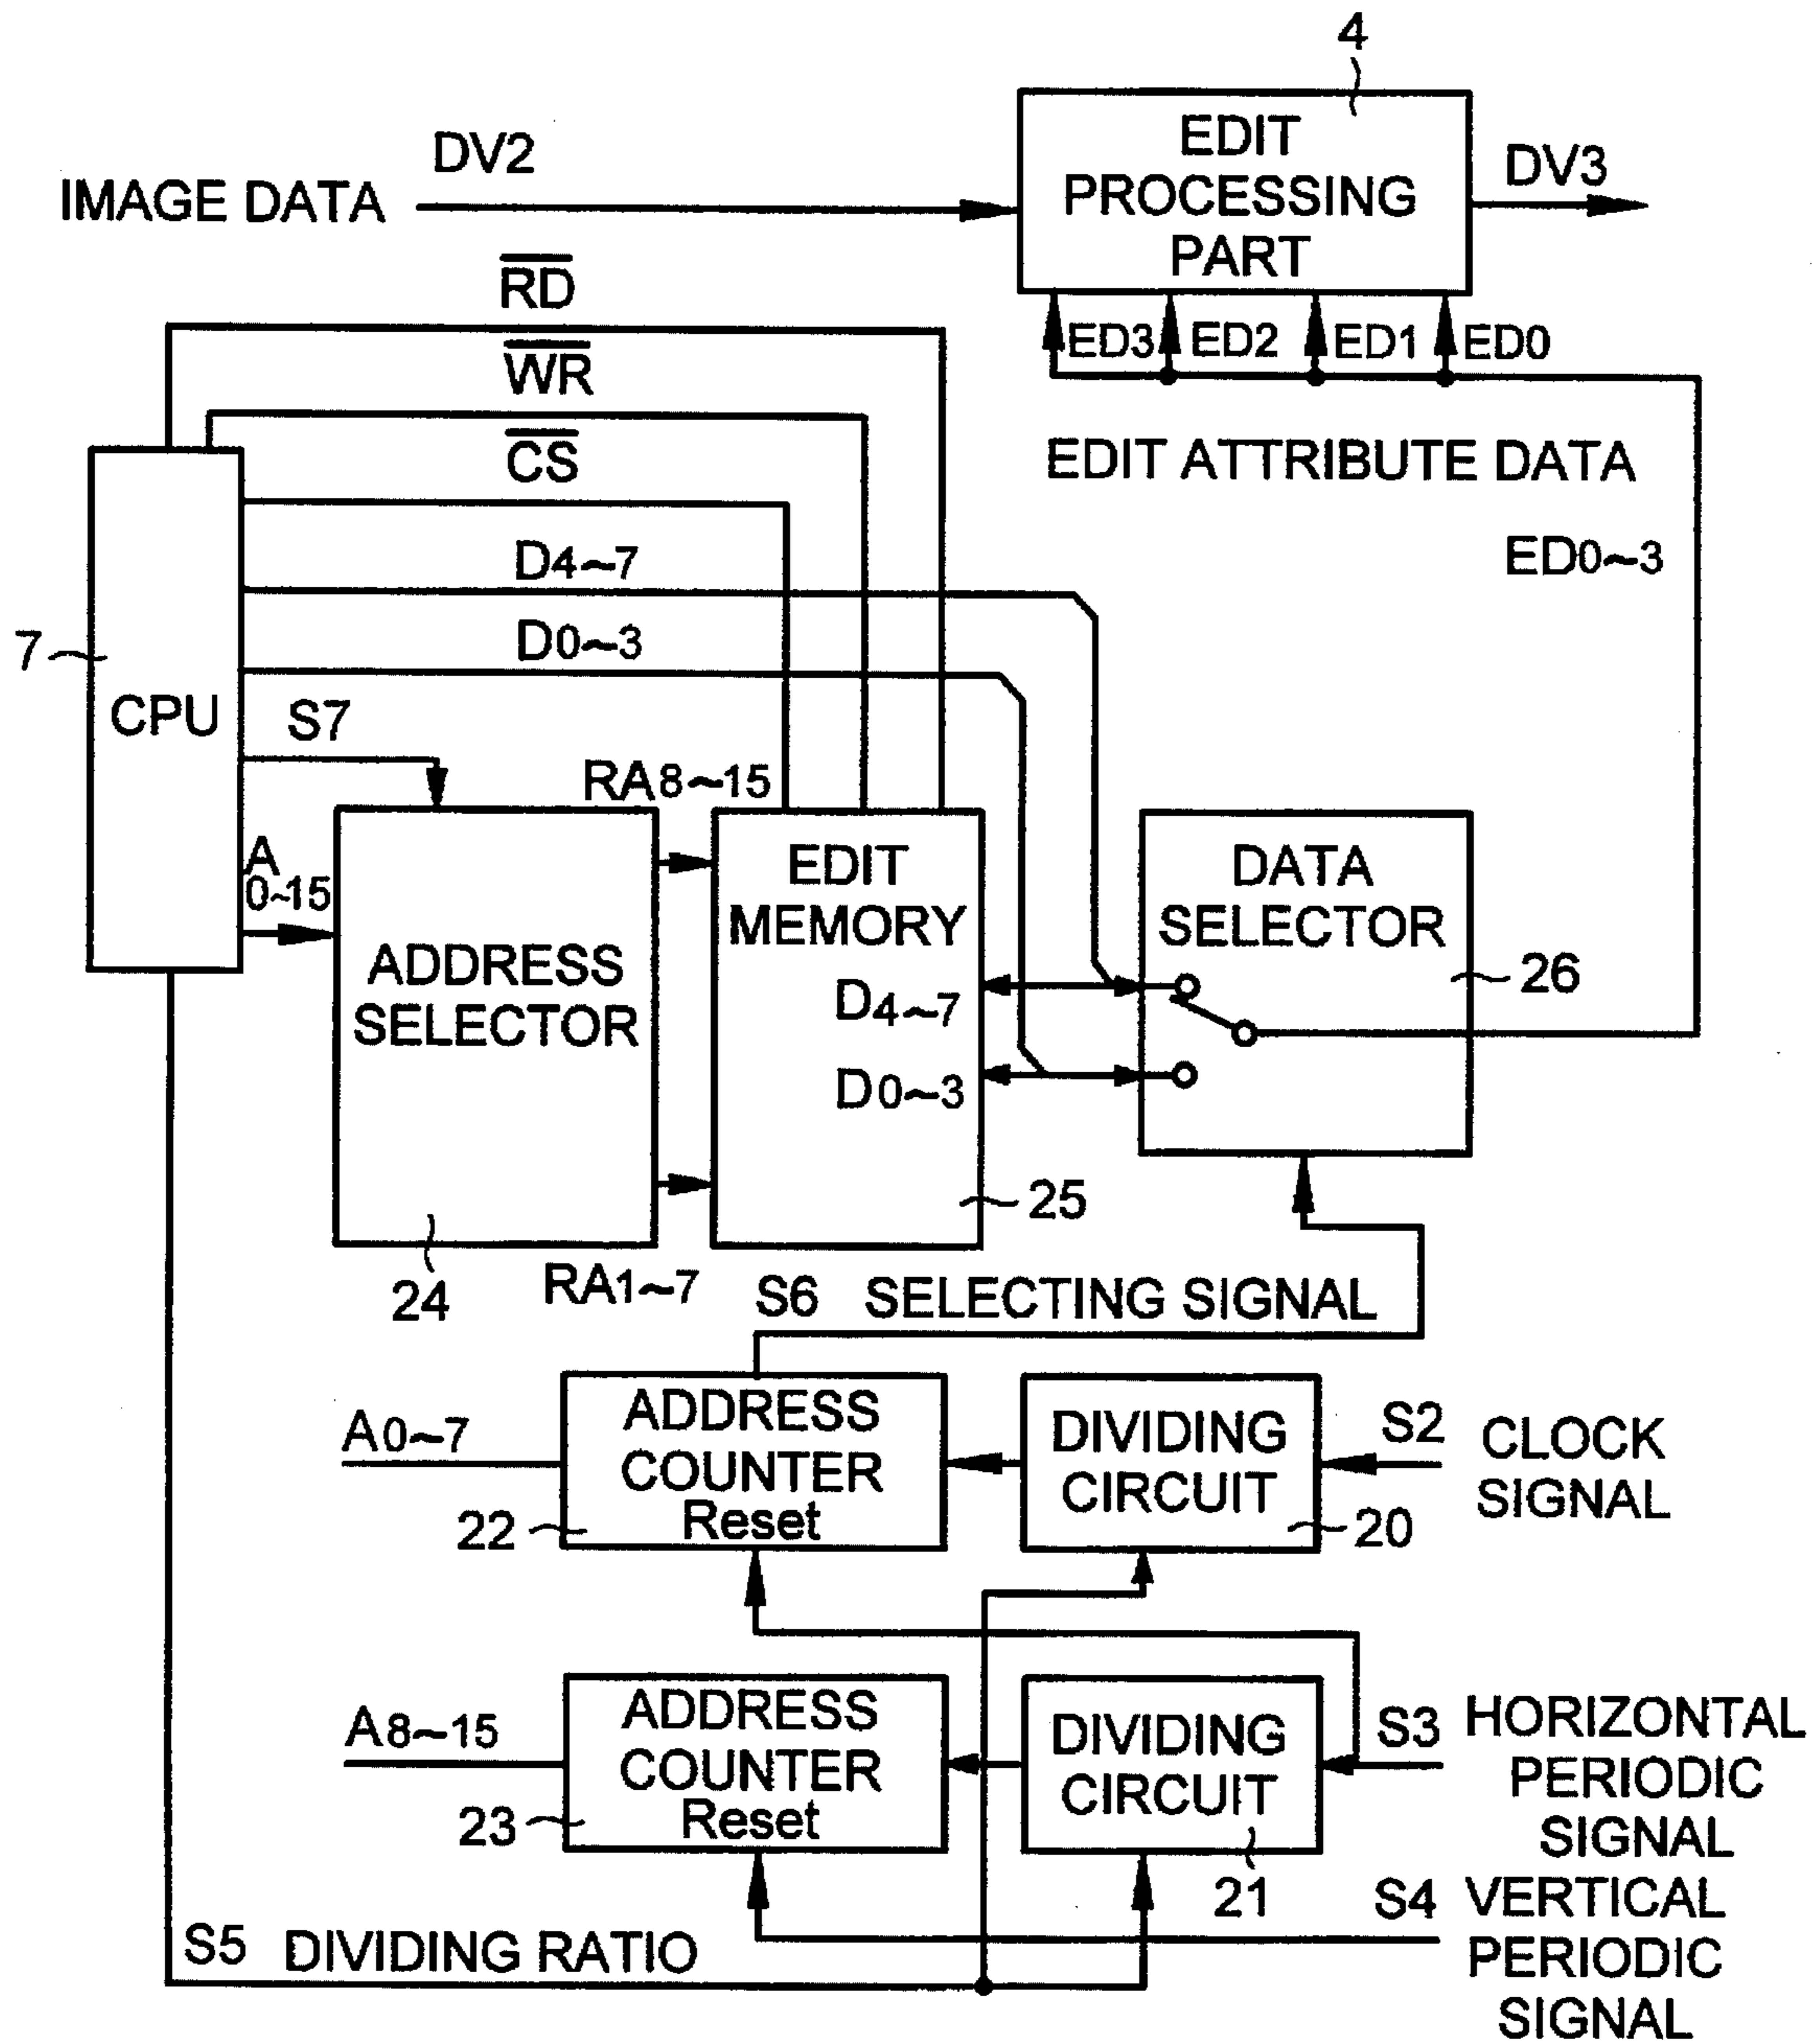 4
DV2
IMAGE DATA
EDIT
PROCESSING
PART
DV3
RD
ED3 ED2 ED1 ED0
WR
CS
EDIT ATTRIBUTE DATA
D4~7
ED0~3
D0~3
7
CPU
S7
RA8~15
A
0~15
ADDRESS
SELECTOR
EDIT
MEMORY
D4~7
D0~3
DATA
SELECTOR
26
25
24
RA1~7
S6 SELECTING SIGNAL
A0~7
ADDRESS
COUNTER
Reset
22
DIVIDING
CIRCUIT
20
S2
CLOCK
SIGNAL
A8~15
ADDRESS
COUNTER
Reset
23
DIVIDING
CIRCUIT
21
S3
HORIZONTAL
PERIODIC
SIGNAL
S4
VERTICAL
PERIODIC
SIGNAL
S5 DIVIDING RATIO